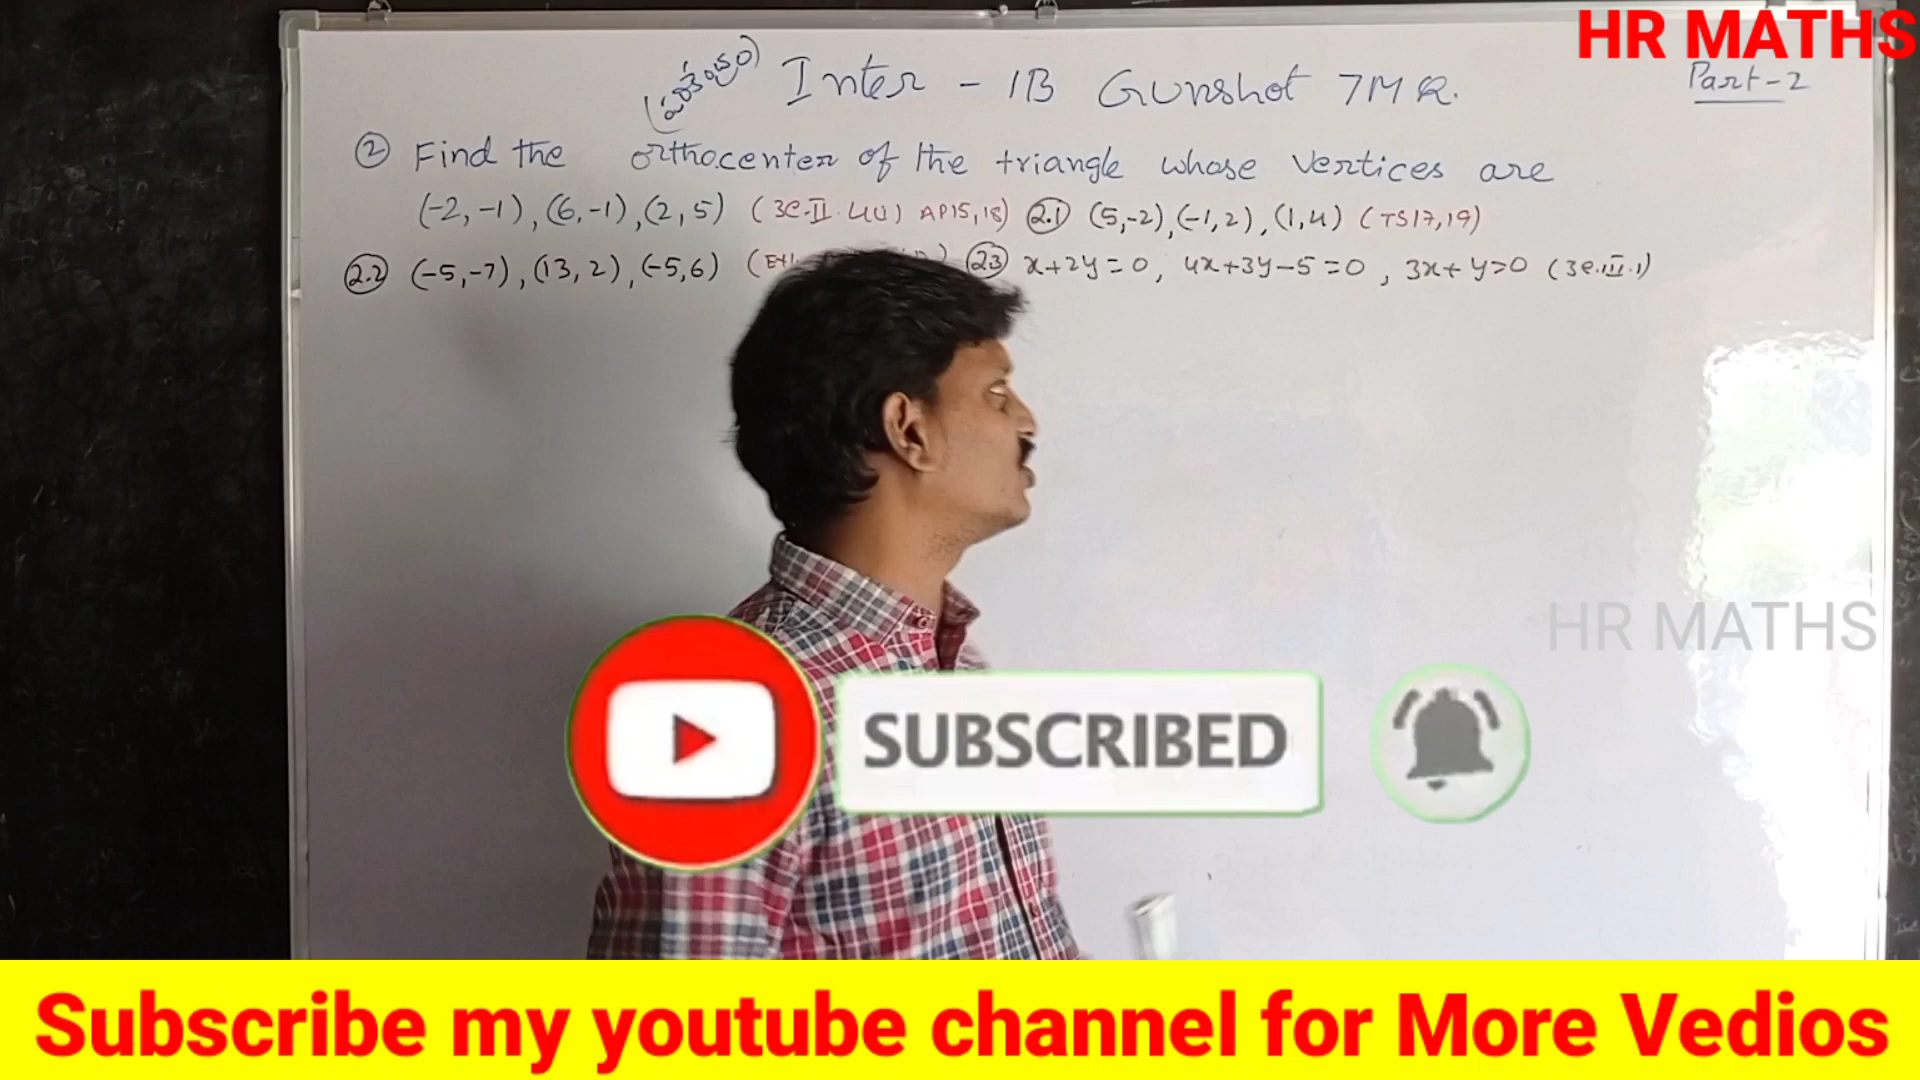 HR MATHS
Inter - 1B Gunshot 7M Q.
Part-2
② Find the orthocenter of the triangle whose vertices are
(-2,-1), (6,-1), (2,5) (3e.II.4(i) AP15,18) 2.1 (5,-2), (-1,2), (1,4) (TS17,19)
2.2 (-5,-7), (13,2), (-5,6) 2.3 x+2y=0, 4x+3y-5=0, 3x+y=0 (3e.III.1)
HR MATHS
SUBSCRIBED
Subscribe my youtube channel for More Vedios